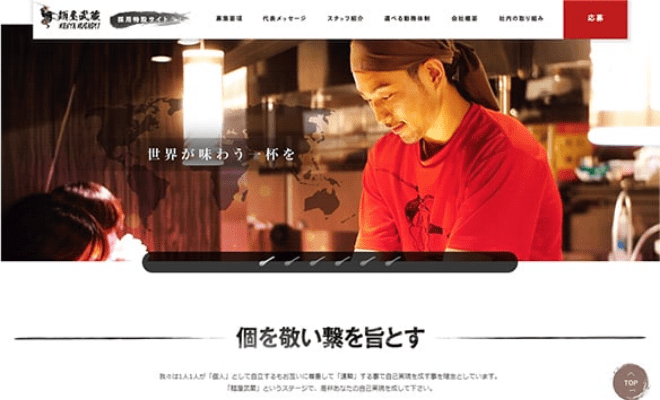 麺屋武蔵
MENYA MUSASHI
採用特設サイト
募集要項
代表メッセージ
スタッフ紹介
選べる勤務体制
会社概要
社内の取り組み
応募
世界が味わう一杯を
個を敬い繋を旨とす
我々は1人1人が「個人」として自立するもお互いに尊重して「連繋」する事で自己実現を成す事を理念としています。
「麺屋武蔵」というステージで、是非あなたの自己実現を成して下さい。
TOP